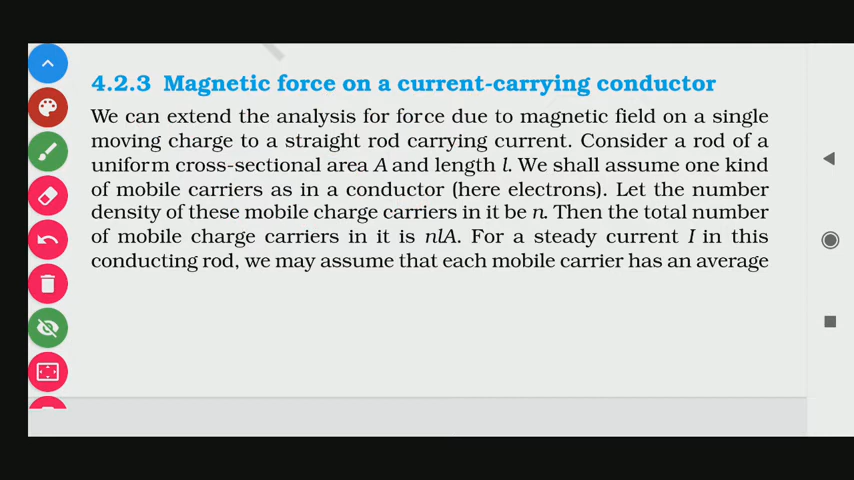 4.2.3 Magnetic force on a current-carrying conductor
We can extend the analysis for force due to magnetic field on a single
moving charge to a straight rod carrying current. Consider a rod of a
uniform cross-sectional area A and length l. We shall assume one kind
of mobile carriers as in a conductor (here electrons). Let the number
density of these mobile charge carriers in it be n. Then the total number
of mobile charge carriers in it is nlA. For a steady current I in this
conducting rod, we may assume that each mobile carrier has an average